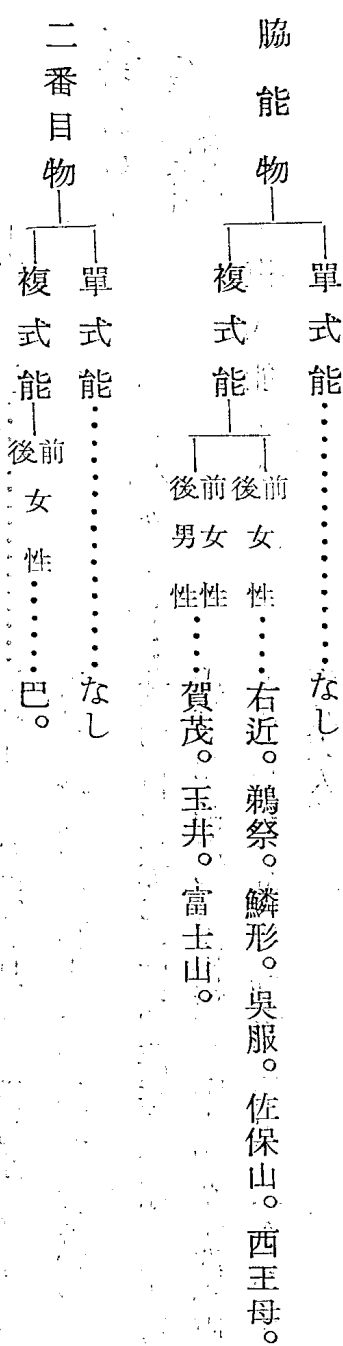 脇能物
單式能…………なし
複式能
前後女性……右近。鵜祭。鱗形。吳服。佐保山。西王母。
前女性後男性……賀茂。玉井。富士山。
二番目物
單式能…………なし
複式能
前後女性……巴。